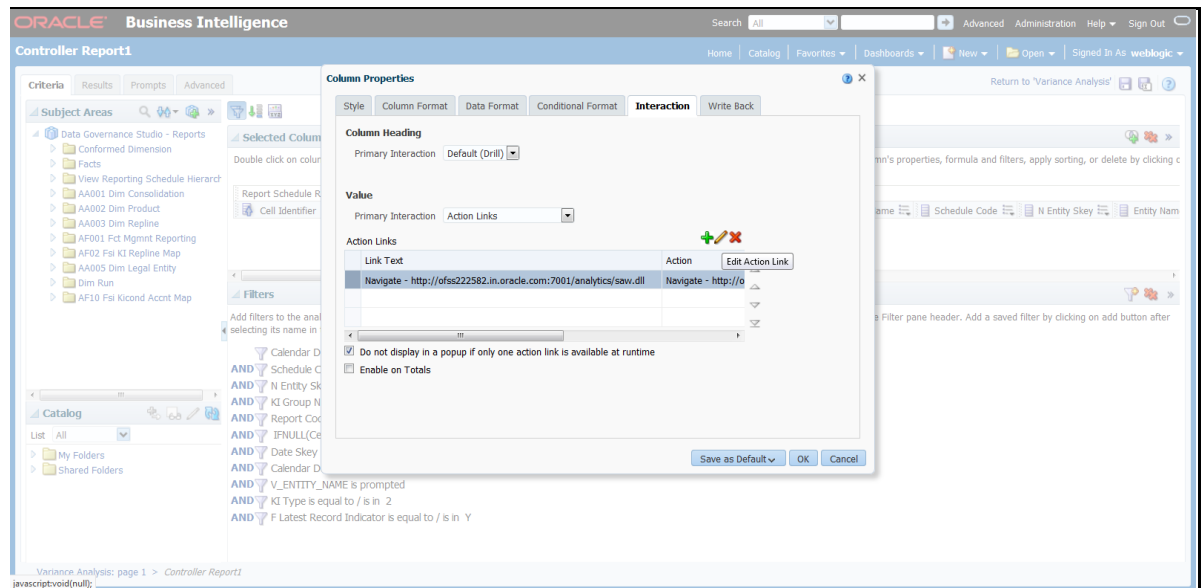 ORACLE Business Intelligence
Search All Advanced Administration Help Sign Out
Controller Report1
Home Catalog Favorites Dashboards New Open Signed In As weblogic
Criteria Results Prompts Advanced
Return to 'Variance Analysis'
Subject Areas
Data Governance Studio - Reports
Conformed Dimension
Facts
View Reporting Schedule Hierarch
AA001 Dim Consolidation
AA002 Dim Product
AA003 Dim Repline
AF001 Fct Mgmnt Reporting
AF02 Fsi KI Repline Map
AA005 Dim Legal Entity
Dim Run
AF10 Fsi Kicond Accnt Map
Catalog
List All
My Folders
Shared Folders
Selected Colum
Double click on colum
mn's properties, formula and filters, apply sorting, or delete by clicking o
Report Schedule R
Cell Identifier
ame Schedule Code N Entity Skey Entity Nam
Filters
Add filters to the anal
e Filter pane header. Add a saved filter by clicking on add button after
selecting its name in
Calendar D
AND Schedule C
AND N Entity Sk
AND KI Group N
AND Report Cod
AND IFNULL(Ce
AND Date Skey
AND Calendar D
AND V_ENTITY_NAME is prompted
AND KI Type is equal to / is in 2
AND F Latest Record Indicator is equal to / is in Y
Column Properties
Style Column Format Data Format Conditional Format Interaction Write Back
Column Heading
Primary Interaction Default (Drill)
Value
Primary Interaction Action Links
Action Links
Link Text Action
Edit Action Link
Navigate - http://ofss222582.in.oracle.com:7001/analytics/saw.dll Navigate - http://o
Do not display in a popup if only one action link is available at runtime
Enable on Totals
Save as Default OK Cancel
Variance Analysis: page 1 > Controller Report1
javascript:void(null);